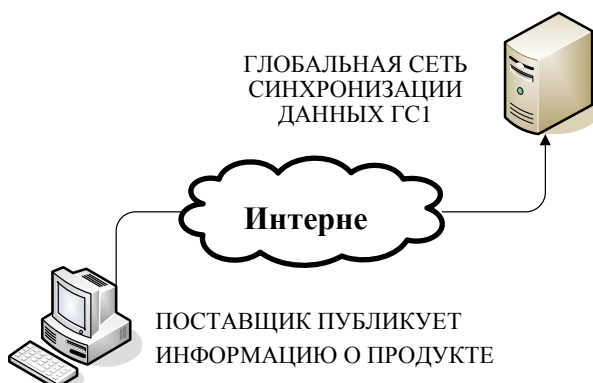 ГЛОБАЛЬНАЯ СЕТЬ
СИНХРОНИЗАЦИИ
ДАННЫХ ГС1
Интерне
ПОСТАВЩИК ПУБЛИКУЕТ
ИНФОРМАЦИЮ О ПРОДУКТЕ